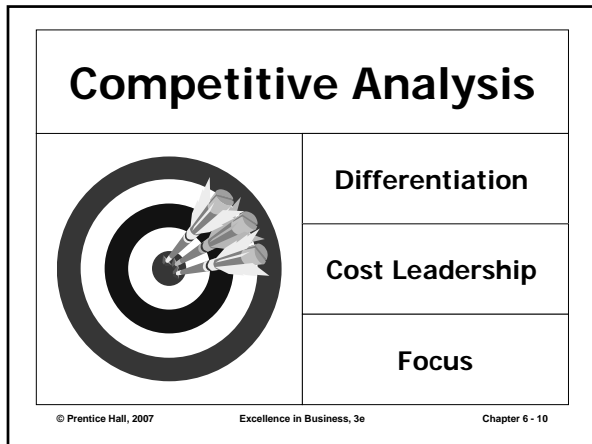 Competitive Analysis
Differentiation
Cost Leadership
Focus
© Prentice Hall, 2007 Excellence in Business, 3e Chapter 6 - 10